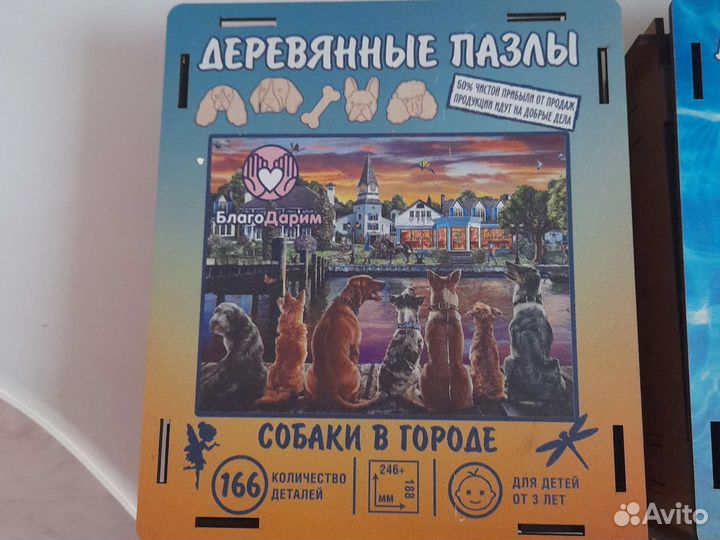 ДЕРЕВЯННЫЕ ПАЗЛЫ
50% ЧИСТОЙ ПРИБЫЛИ ОТ ПРОДАЖ
ПРОДУКЦИИ ИДУТ НА ДОБРЫЕ ДЕЛА
БлагоДарим
СОБАКИ В ГОРОДЕ
166
КОЛИЧЕСТВО
ДЕТАЛЕЙ
246+
188
ММ
ДЛЯ ДЕТЕЙ
ОТ 3 ЛЕТ
Avito